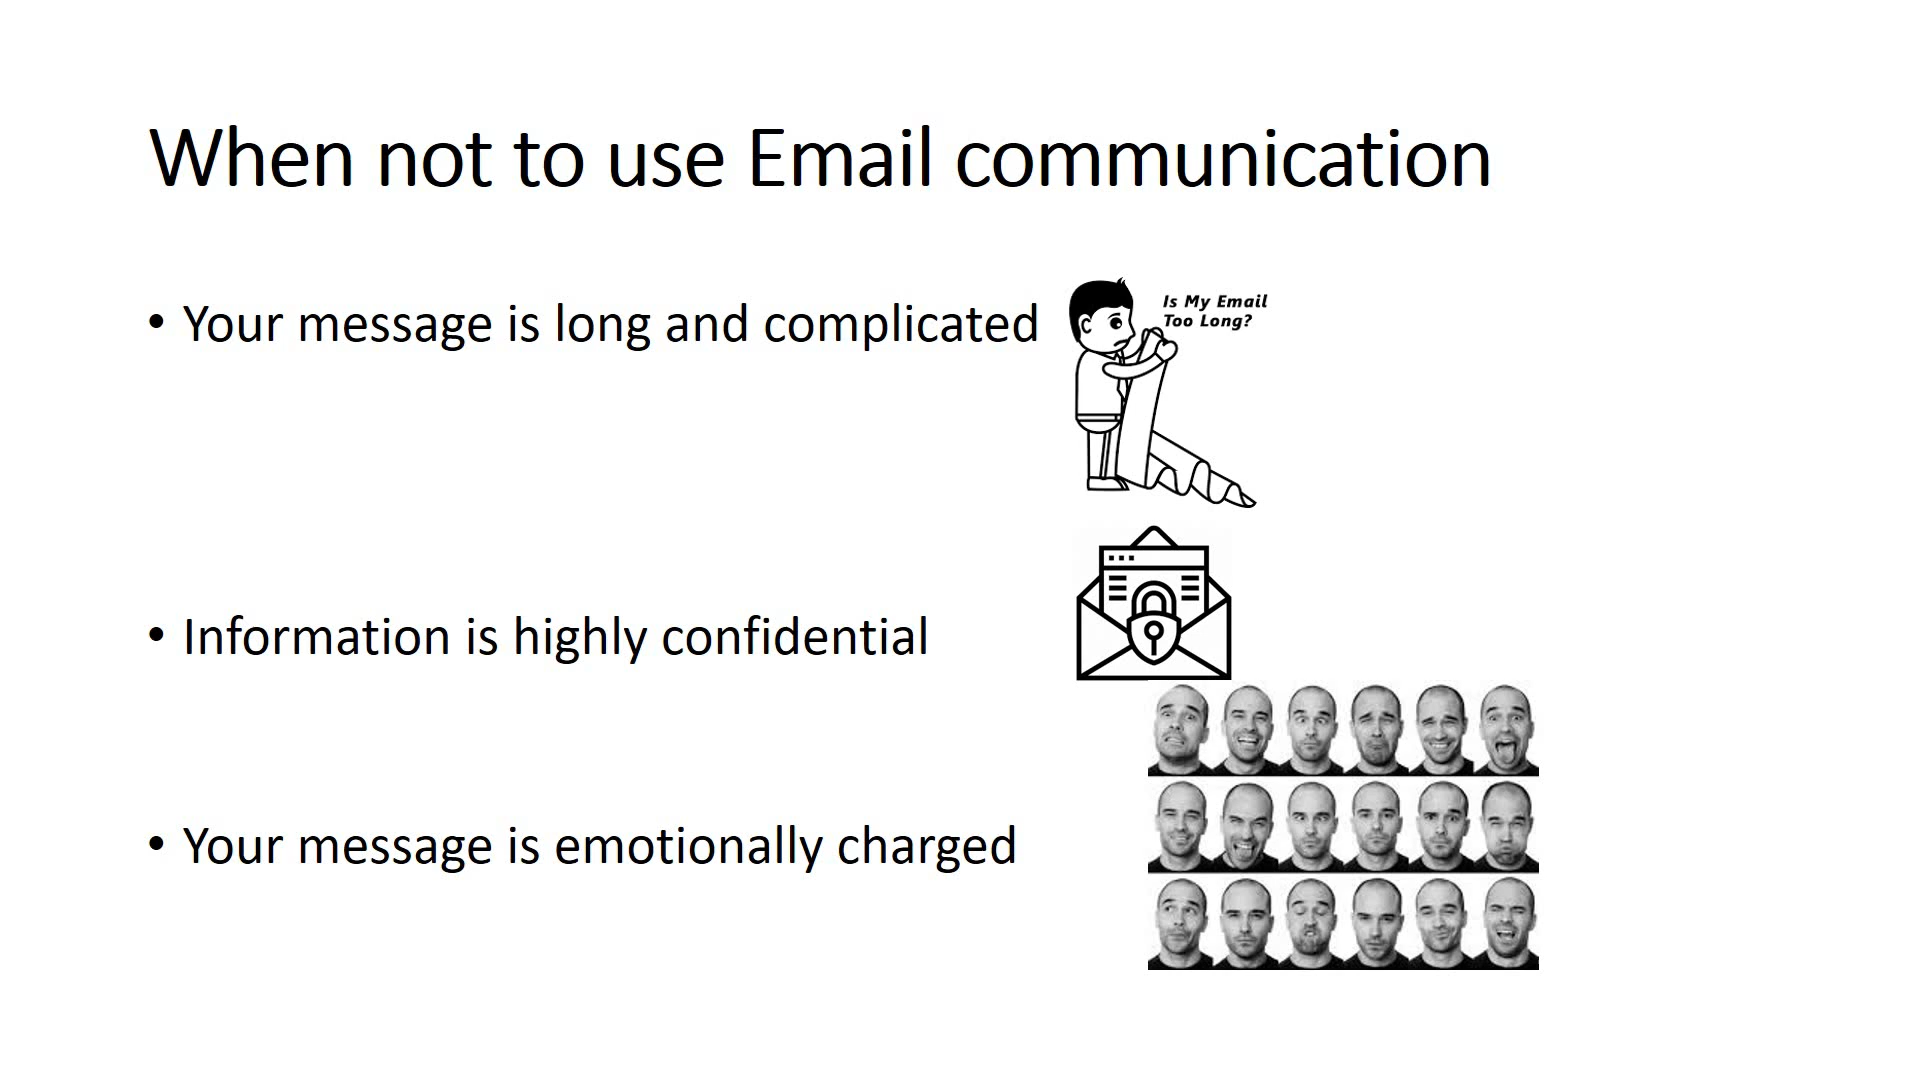 When not to use Email communication
• Your message is long and complicated
Is My Email
Too Long?
• Information is highly confidential
• Your message is emotionally charged